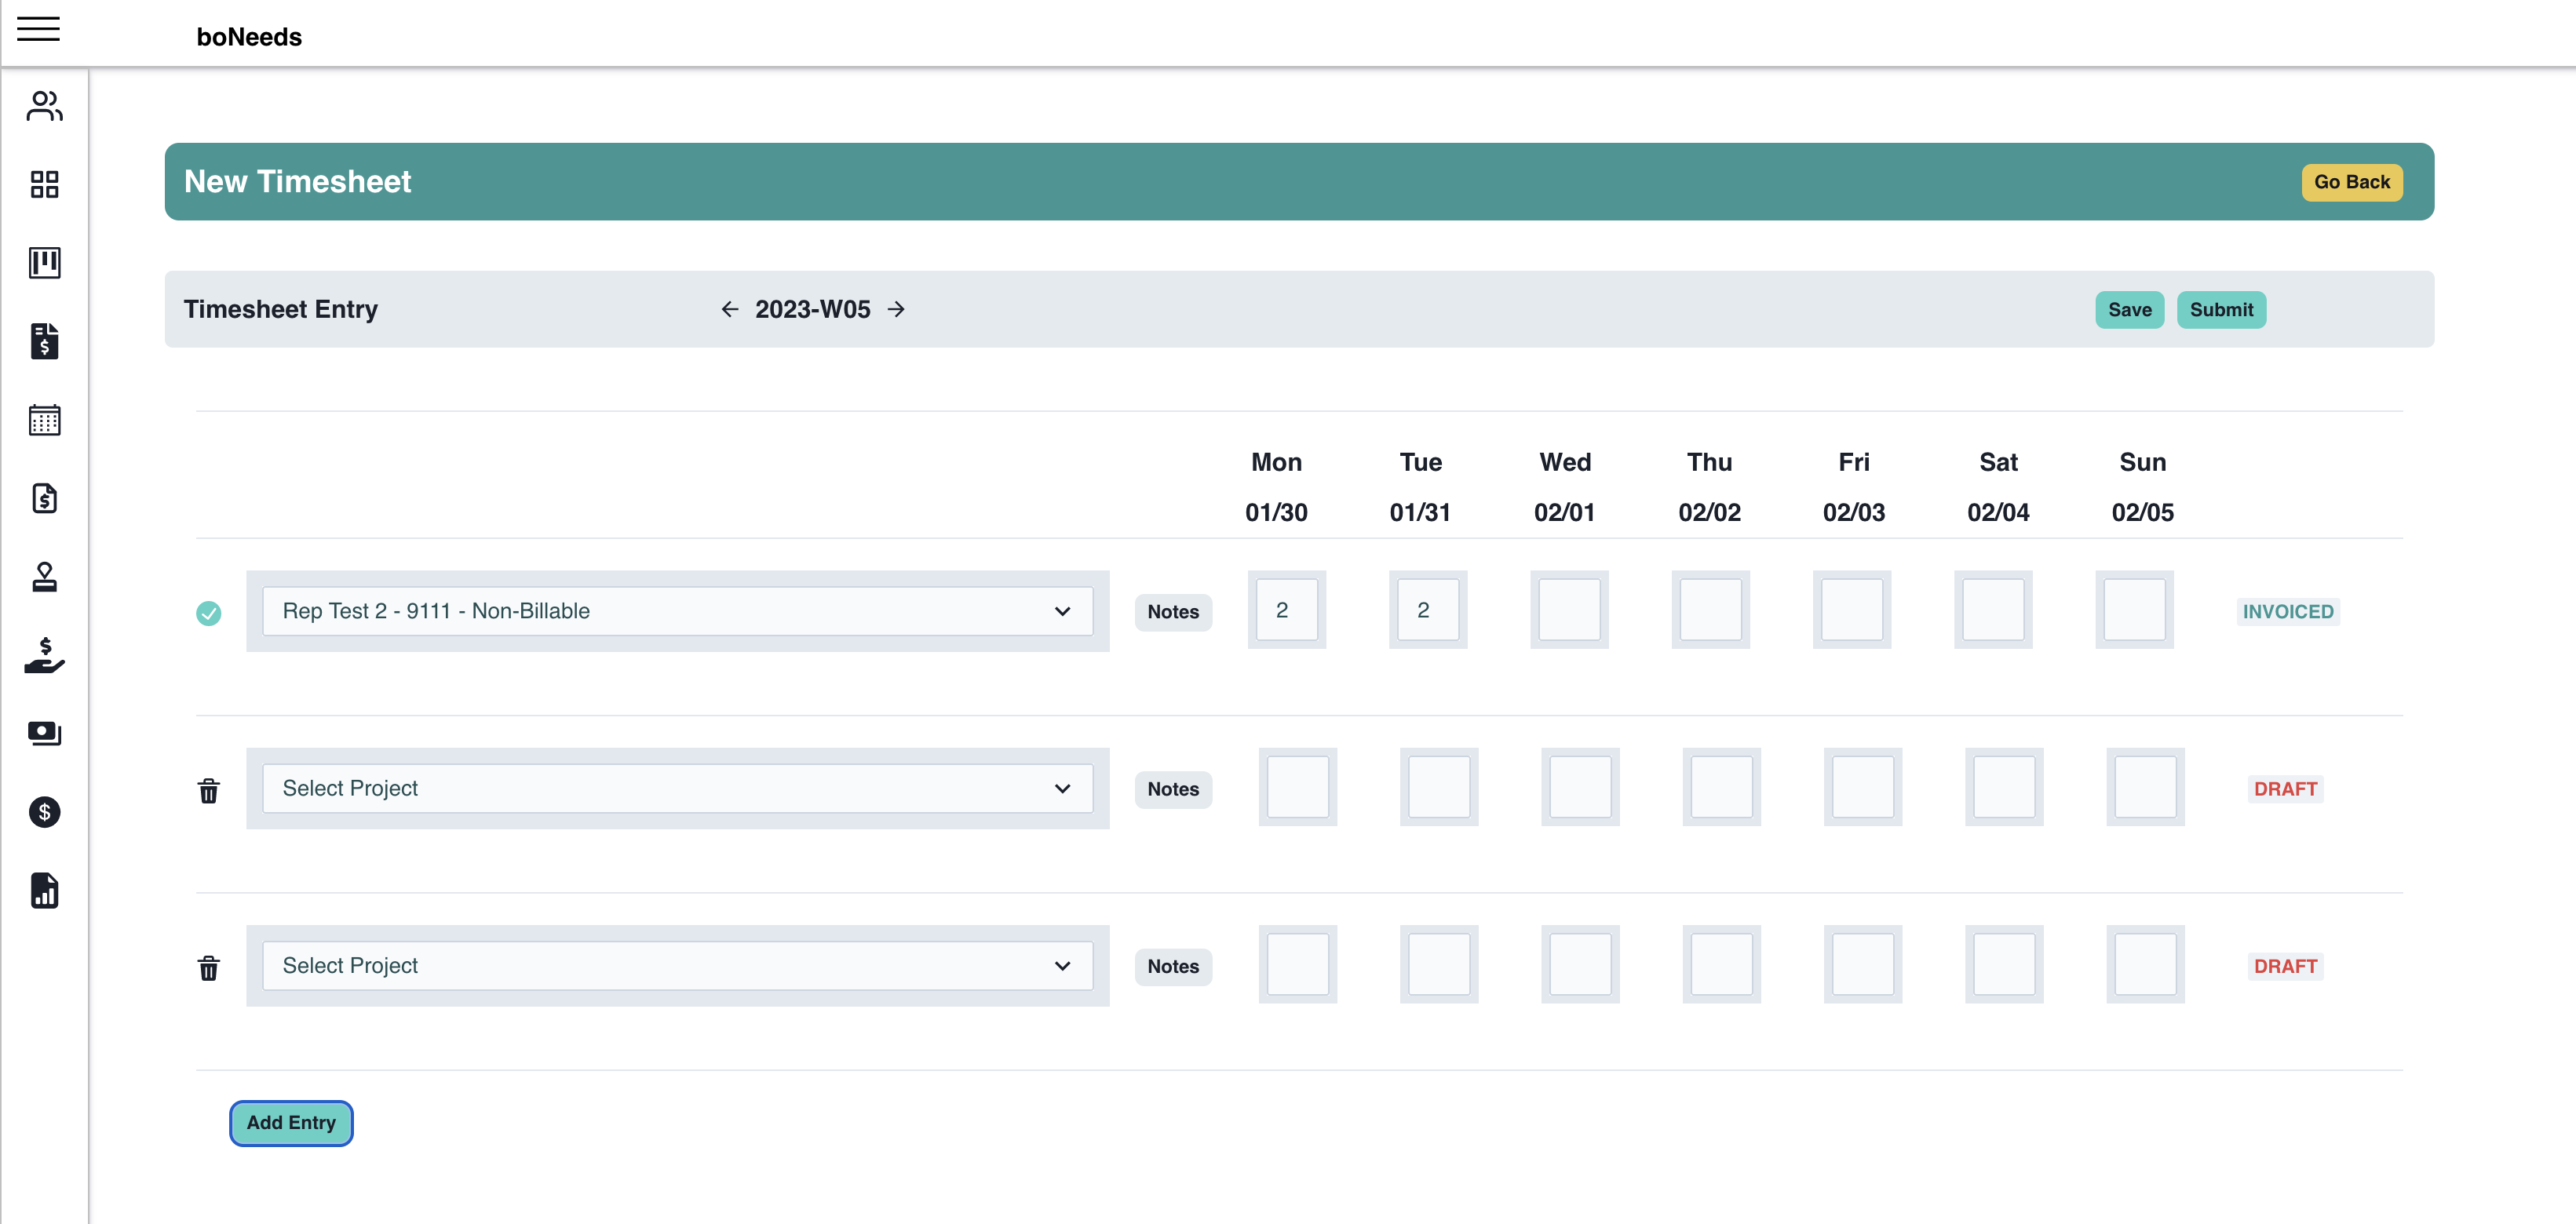 boNeeds
New Timesheet Go Back
Timesheet Entry ← 2023-W05 → Save Submit
Mon Tue Wed Thu Fri Sat Sun
01/30 01/31 02/01 02/02 02/03 02/04 02/05
Rep Test 2 - 9111 - Non-Billable Notes 2 2 INVOICED
Select Project Notes DRAFT
Select Project Notes DRAFT
Add Entry